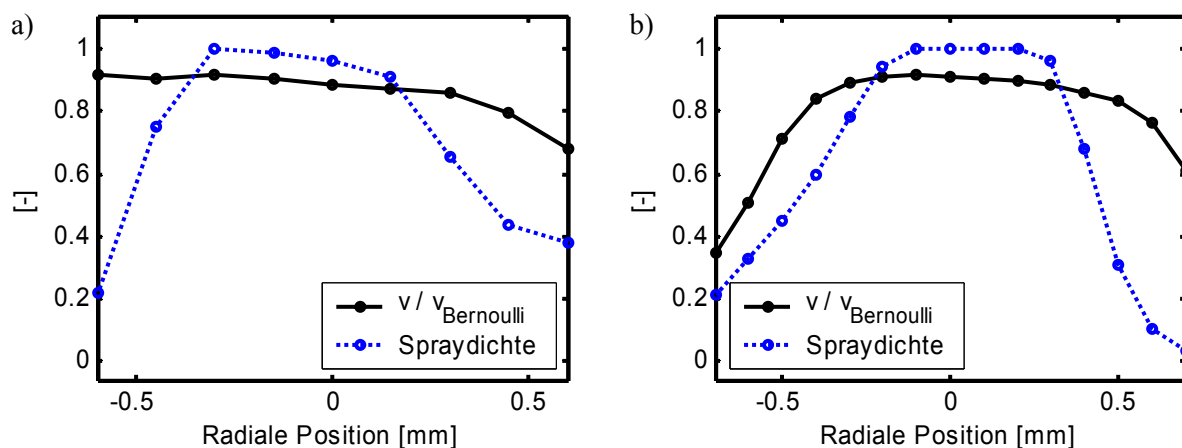 a)
1
0.8
0.6
0.4
0.2
0
[-]
-0.5
0
0.5
Radiale Position [mm]
v / v_Bernoulli
Spraydichte
b)
1
0.8
0.6
0.4
0.2
0
[-]
-0.5
0
0.5
Radiale Position [mm]
v / v_Bernoulli
Spraydichte